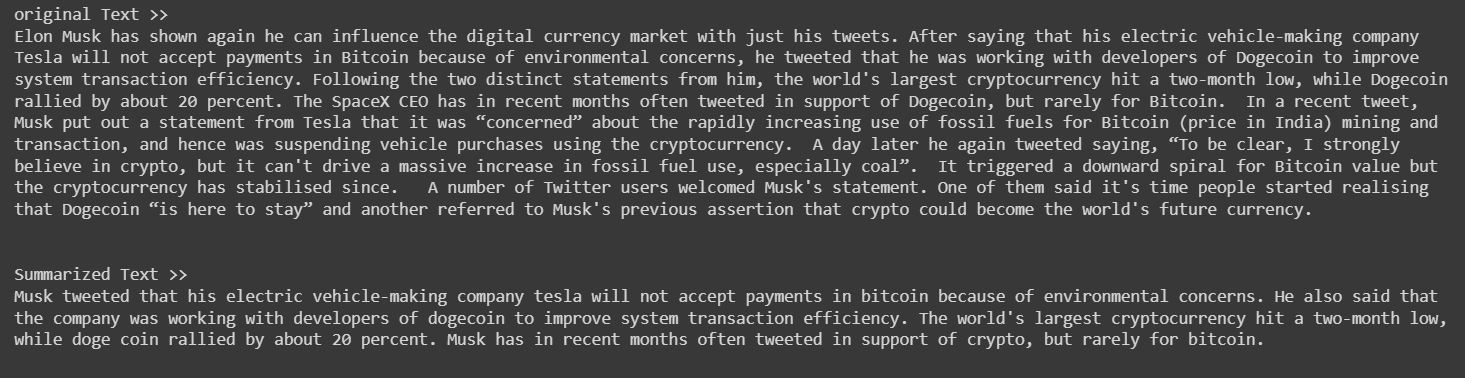 original Text >>
Elon Musk has shown again he can influence the digital currency market with just his tweets. After saying that his electric vehicle-making company
Tesla will not accept payments in Bitcoin because of environmental concerns, he tweeted that he was working with developers of Dogecoin to improve
system transaction efficiency. Following the two distinct statements from him, the world's largest cryptocurrency hit a two-month low, while Dogecoin
rallied by about 20 percent. The SpaceX CEO has in recent months often tweeted in support of Dogecoin, but rarely for Bitcoin.  In a recent tweet,
Musk put out a statement from Tesla that it was “concerned” about the rapidly increasing use of fossil fuels for Bitcoin (price in India) mining and
transaction, and hence was suspending vehicle purchases using the cryptocurrency.  A day later he again tweeted saying, “To be clear, I strongly
believe in crypto, but it can't drive a massive increase in fossil fuel use, especially coal”.  It triggered a downward spiral for Bitcoin value but
the cryptocurrency has stabilised since.   A number of Twitter users welcomed Musk's statement. One of them said it's time people started realising
that Dogecoin “is here to stay” and another referred to Musk's previous assertion that crypto could become the world's future currency.
Summarized Text >>
Musk tweeted that his electric vehicle-making company tesla will not accept payments in bitcoin because of environmental concerns. He also said that
the company was working with developers of dogecoin to improve system transaction efficiency. The world's largest cryptocurrency hit a two-month low,
while doge coin rallied by about 20 percent. Musk has in recent months often tweeted in support of crypto, but rarely for bitcoin.